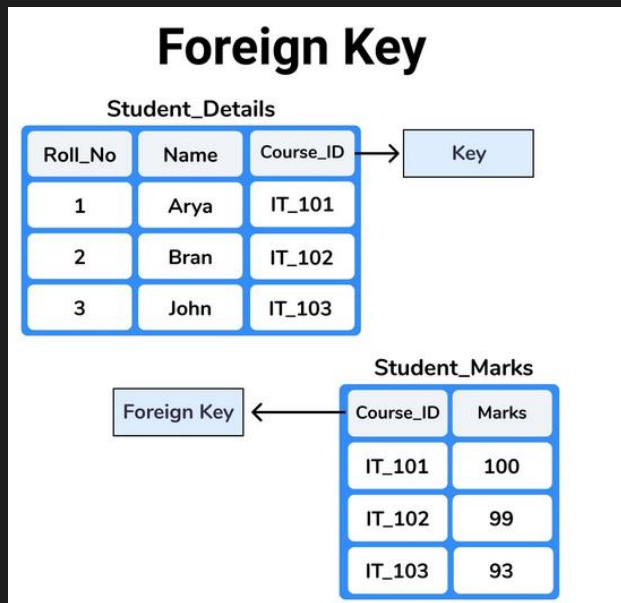 Foreign Key
Student_Details
Roll_No Name Course_ID Key
1 Arya IT_101
2 Bran IT_102
3 John IT_103
Student_Marks
Foreign Key Course_ID Marks
IT_101 100
IT_102 99
IT_103 93